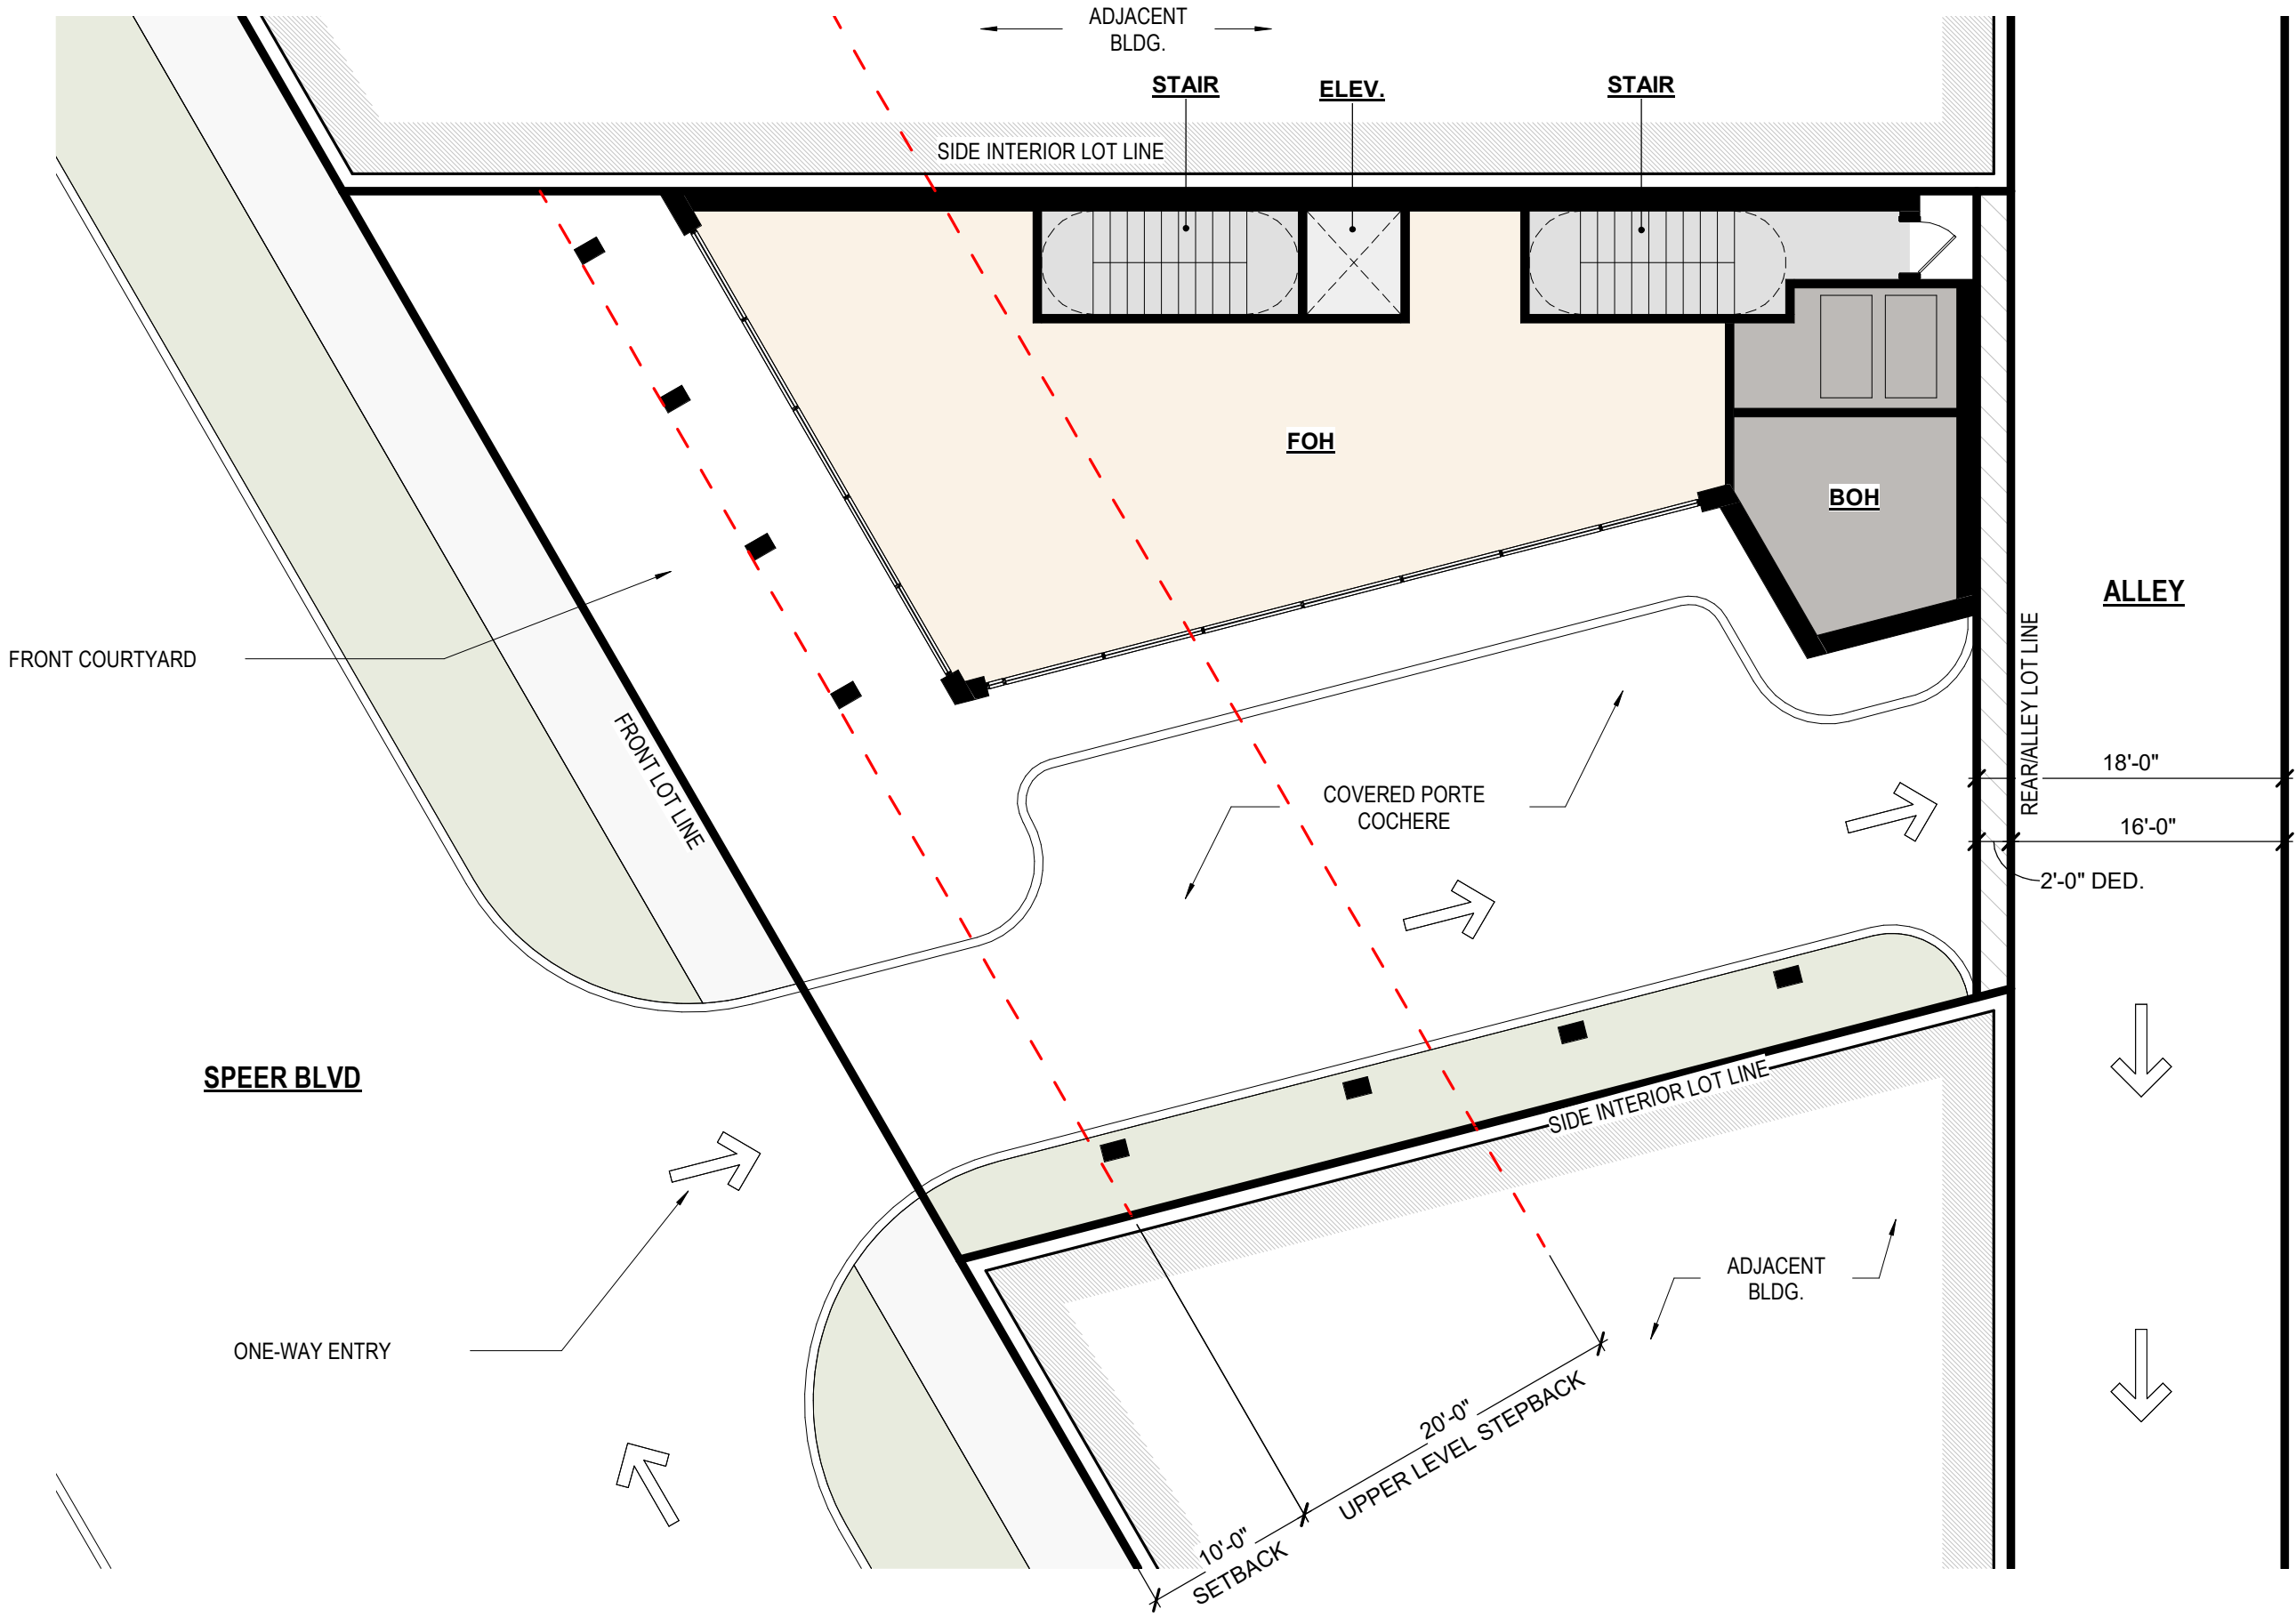 ADJACENT
BLDG.
STAIR
ELEV.
STAIR
SIDE INTERIOR LOT LINE
FOH
BOH
ALLEY
FRONT COURTYARD
REAR/ALLEY LOT LINE
FRONT LOT LINE
18'-0"
COVERED PORTE
COCHERE
16'-0"
2'-0" DED.
SPEER BLVD
SIDE INTERIOR LOT LINE
ADJACENT
BLDG.
ONE-WAY ENTRY
20'-0"
UPPER LEVEL STEPBACK
10'-0"
SETBACK